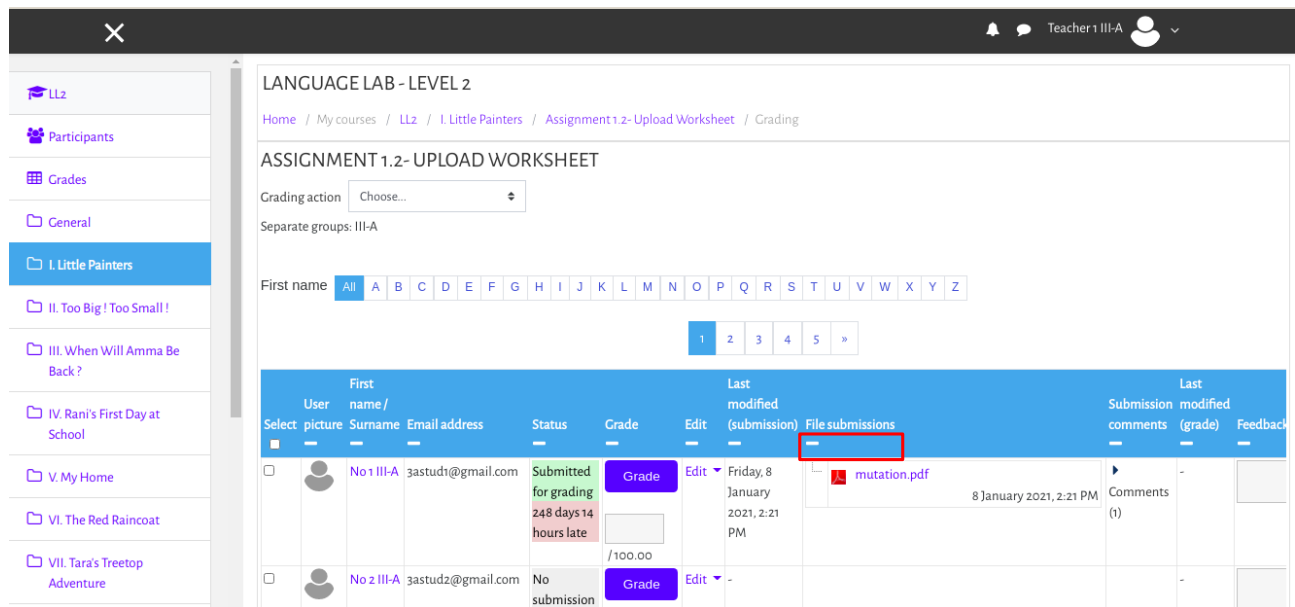 Teacher 1 III-A
LL2
Participants
Grades
General
I. Little Painters
II. Too Big ! Too Small !
III. When Will Amma Be
Back ?
IV. Rani's First Day at
School
V. My Home
VI. The Red Raincoat
VII. Tara's Treetop
Adventure
LANGUAGE LAB - LEVEL 2
Home / My courses / LL2 / I. Little Painters / Assignment 1.2- Upload Worksheet / Grading
ASSIGNMENT 1.2- UPLOAD WORKSHEET
Grading action Choose...
Separate groups: III-A
First name All A B C D E F G H I J K L M N O P Q R S T U V W X Y Z
1 2 3 4 5 »
Select
User
picture
First
name /
Surname
Email address
Status
Grade
Edit
Last
modified
(submission)
File submissions
Submission
comments
Last
modified
(grade)
Feedback
No 1 III-A
3astud1@gmail.com
Submitted
for grading
248 days 14
hours late
Grade
/ 100.00
Edit
Friday, 8
January
2021, 2:21
PM
mutation.pdf
8 January 2021, 2:21 PM
Comments
(1)
-
No 2 III-A
3astud2@gmail.com
No
submission
Grade
Edit
-
-